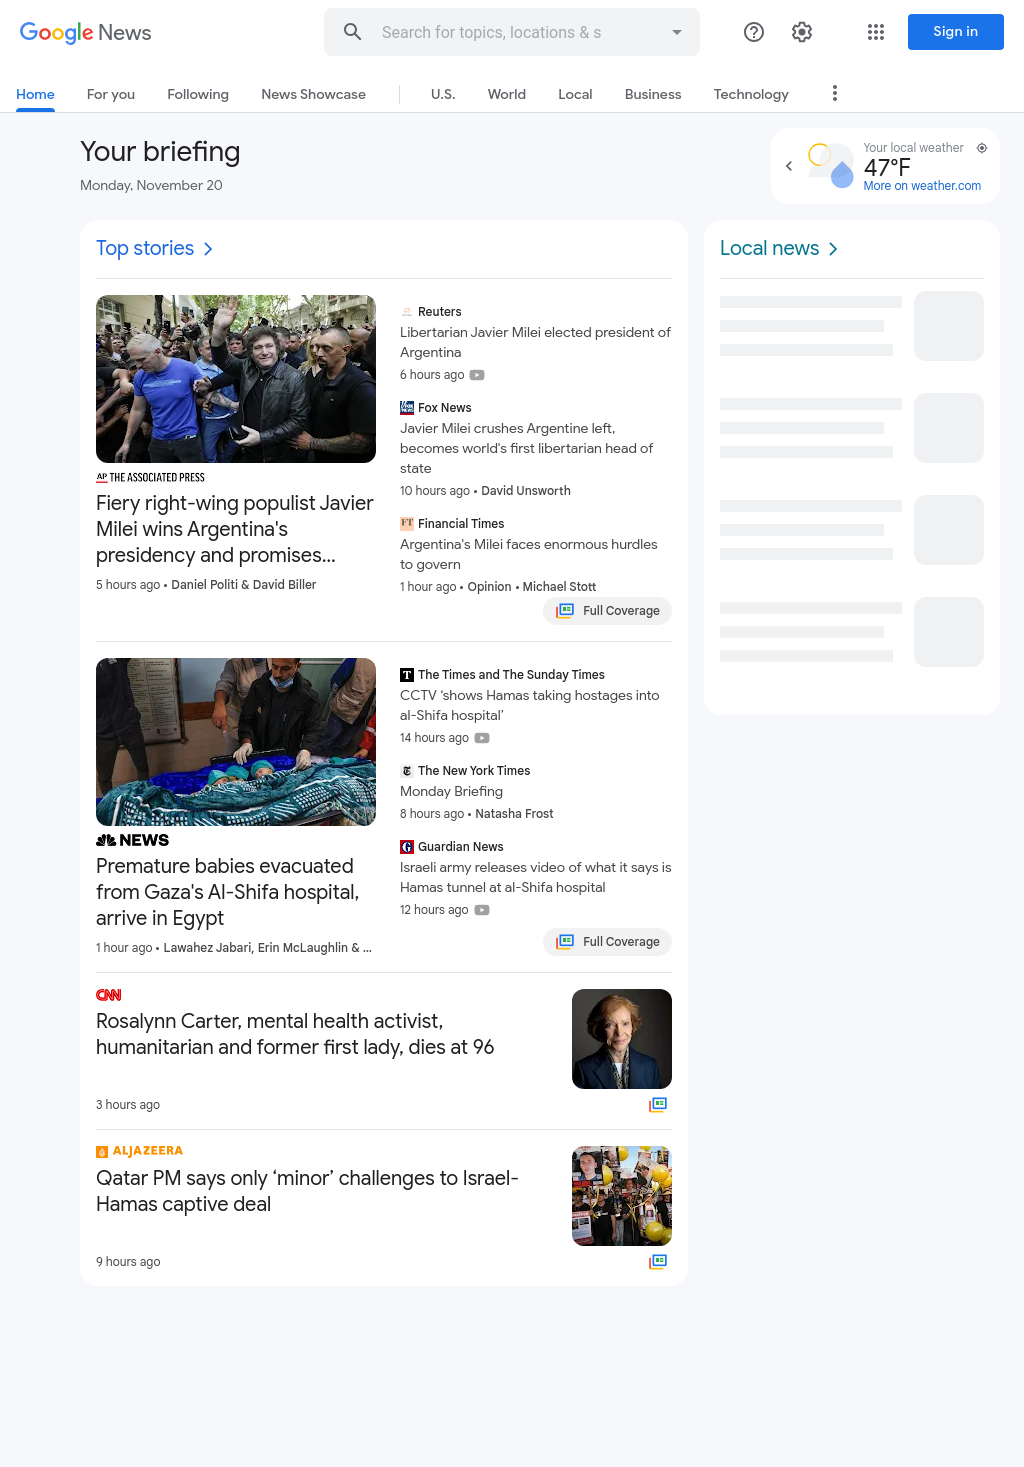 Google News
Search for topics, locations & s
Sign in
Home
For you
Following
News Showcase
U.S.
World
Local
Business
Technology
Your briefing
Monday, November 20
Your local weather
47°F
More on weather.com
Top stories
THE ASSOCIATED PRESS
Fiery right-wing populist Javier
Milei wins Argentina's
presidency and promises…
5 hours ago • Daniel Politi & David Biller
Reuters
Libertarian Javier Milei elected president of
Argentina
6 hours ago
Fox News
Javier Milei crushes Argentine left,
becomes world's first libertarian head of
state
10 hours ago • David Unsworth
FT Financial Times
Argentina's Milei faces enormous hurdles
to govern
1 hour ago • Opinion • Michael Stott
Full Coverage
NEWS
Premature babies evacuated
from Gaza's Al-Shifa hospital,
arrive in Egypt
1 hour ago • Lawahez Jabari, Erin McLaughlin & …
T The Times and The Sunday Times
CCTV ‘shows Hamas taking hostages into
al-Shifa hospital’
14 hours ago
The New York Times
Monday Briefing
8 hours ago • Natasha Frost
G Guardian News
Israeli army releases video of what it says is
Hamas tunnel at al-Shifa hospital
12 hours ago
Full Coverage
CNN
Rosalynn Carter, mental health activist,
humanitarian and former first lady, dies at 96
3 hours ago
ALJAZEERA
Qatar PM says only ‘minor’ challenges to Israel-
Hamas captive deal
9 hours ago
Local news